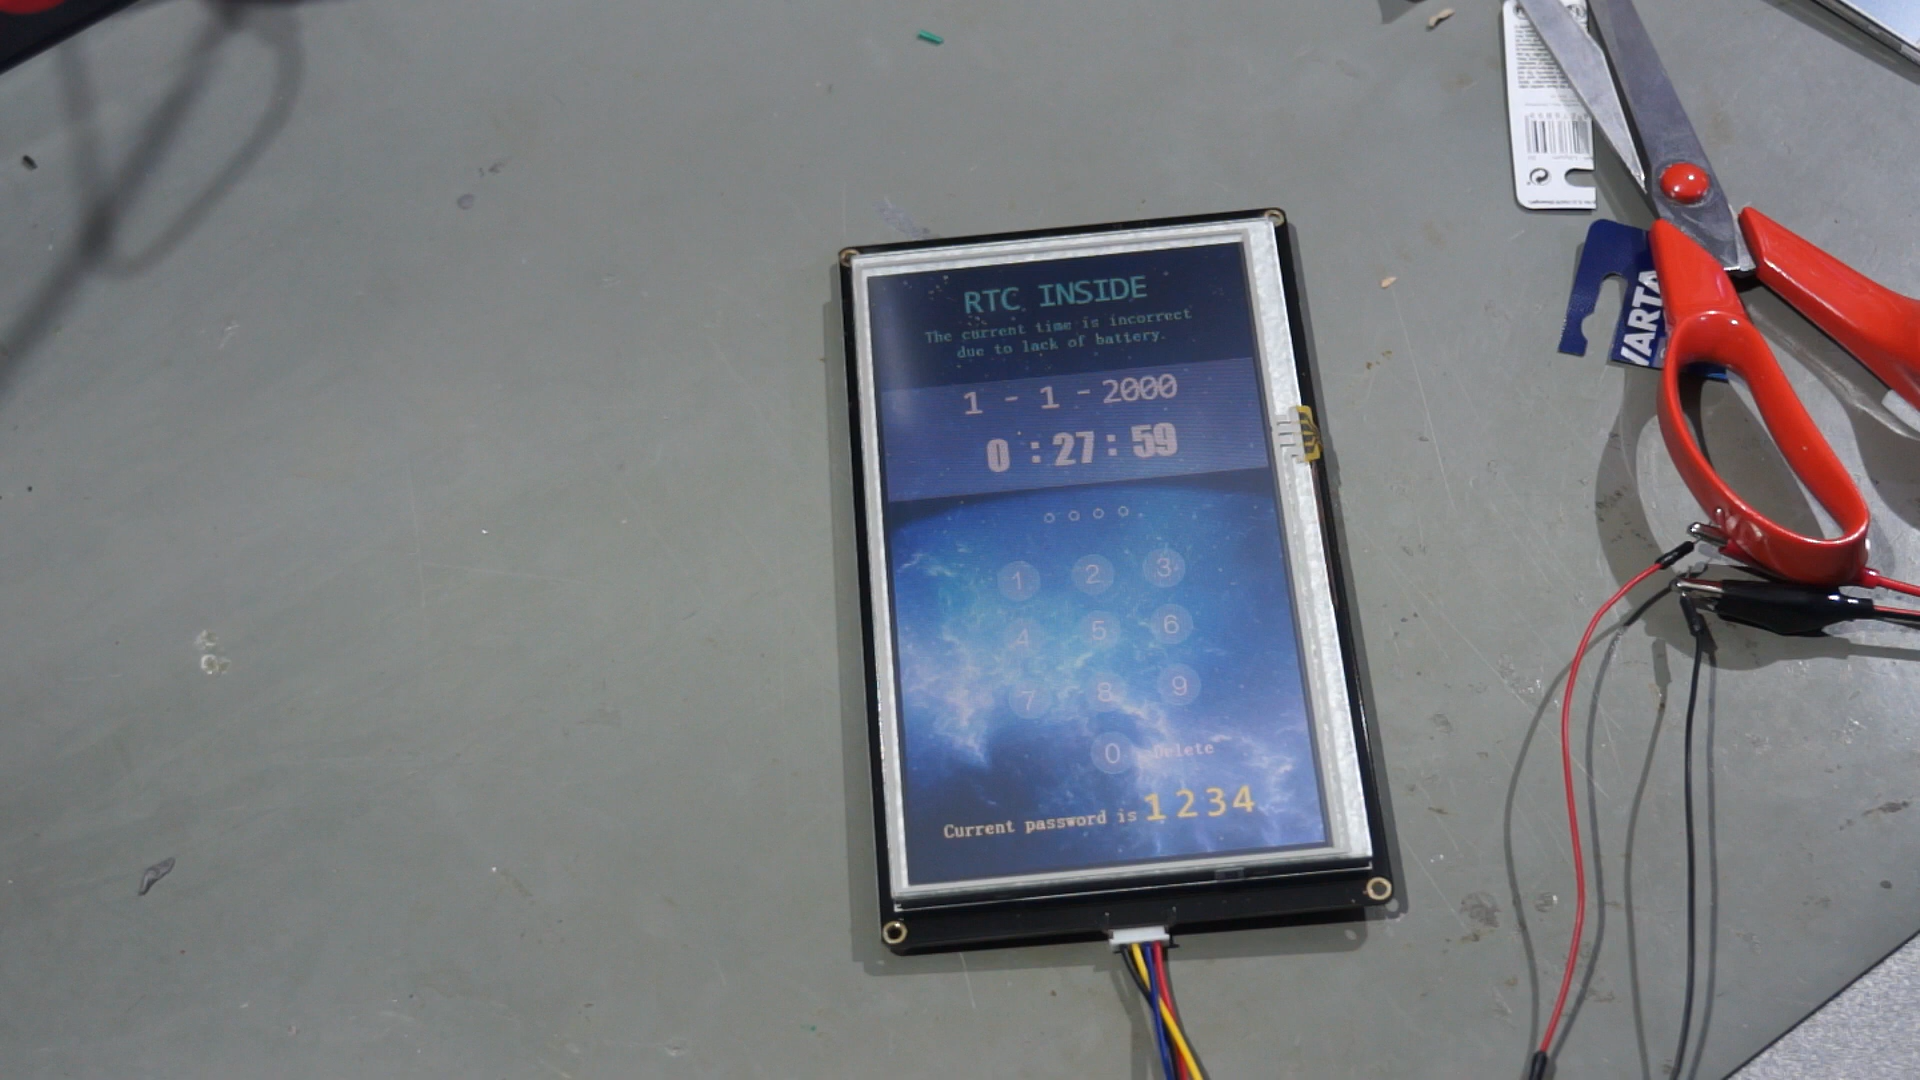 RTC INSIDE
The current time is incorrect
due to lack of battery.
1 - 1 - 2000
0 : 27 : 59
1 2 3
4 5 6
7 8 9
0 Delete
Current password is 1234
VARTA